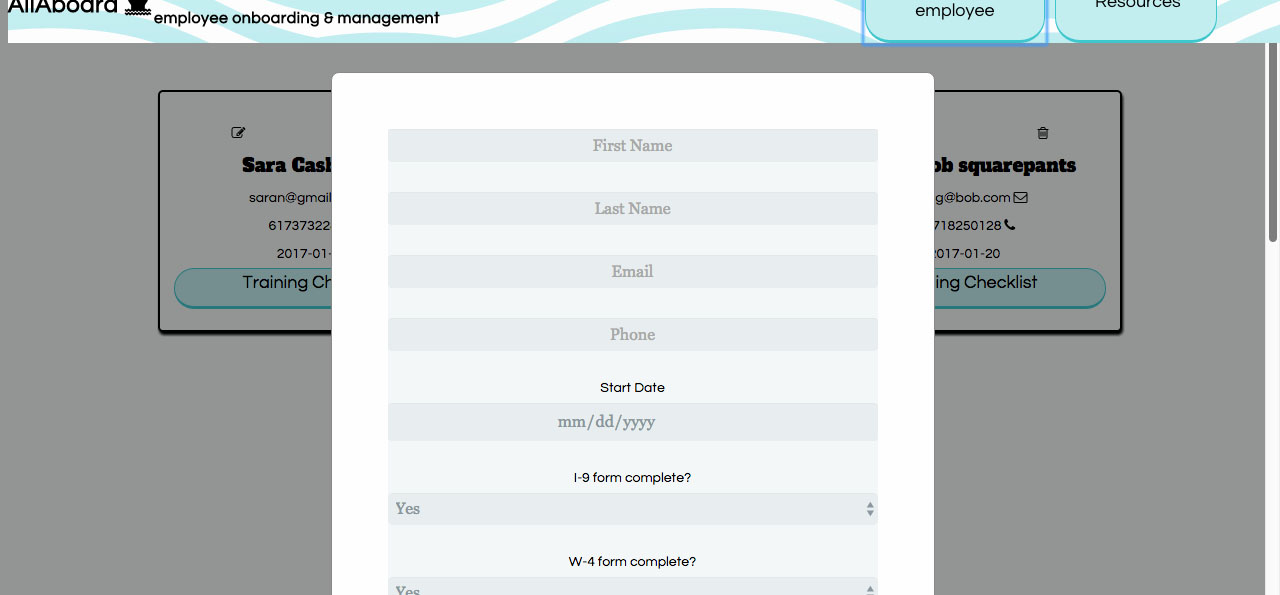 AllAboard
employee onboarding & management
employee
Resources
Sara Cash
saran@gmail
61737322
2017-01-
Training Ch
First Name
Last Name
Email
Phone
Start Date
mm/dd/yyyy
I-9 form complete?
Yes
W-4 form complete?
Yes
ob squarepants
g@bob.com
718250128
2017-01-20
ing Checklist